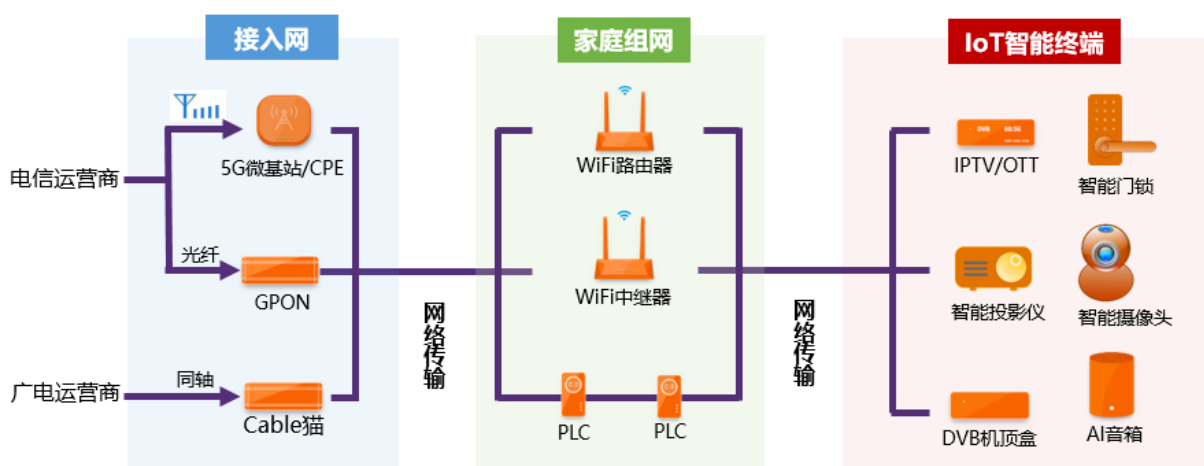 接入网
家庭组网
IoT智能终端
电信运营商
5G微基站/CPE
光纤
GPON
广电运营商
同轴
Cable猫
网络传输
WiFi路由器
WiFi中继器
PLC
PLC
网络传输
DVB 00:56
IPTV/OTT
智能门锁
智能投影仪
智能摄像头
DVB机顶盒
AI音箱